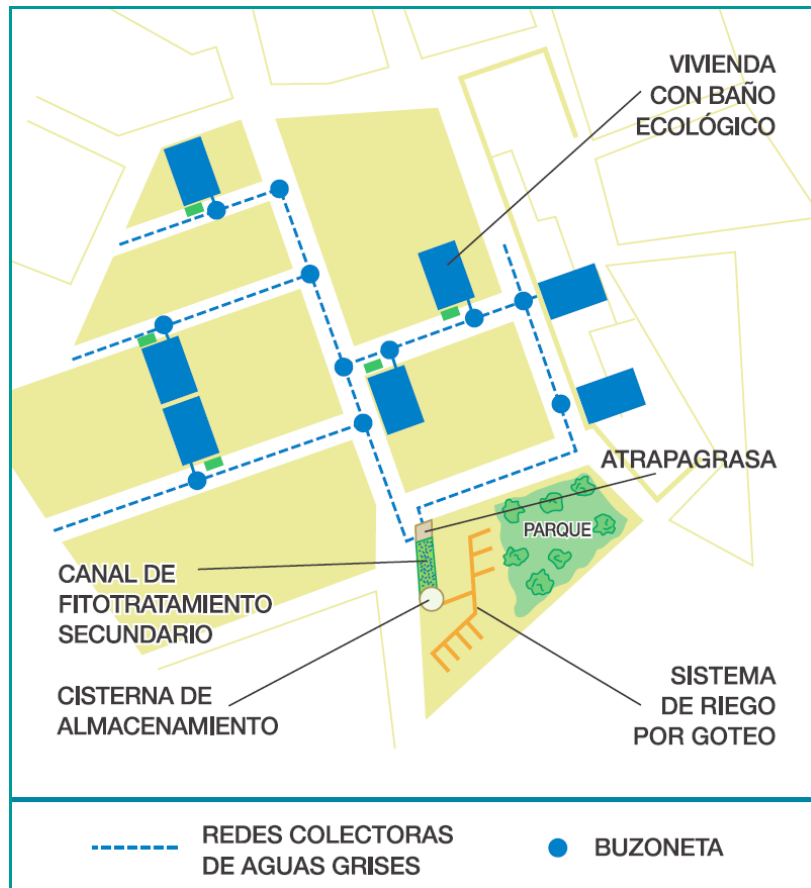 VIVIENDA
CON BAÑO
ECOLÓGICO
ATRAPAGRASA
PARQUE
CANAL DE
FITOTRATAMIENTO
SECUNDARIO
CISTERNA DE
ALMACENAMIENTO
SISTEMA
DE RIEGO
POR GOTEO
REDES COLECTORAS
DE AGUAS GRISES
BUZONETA